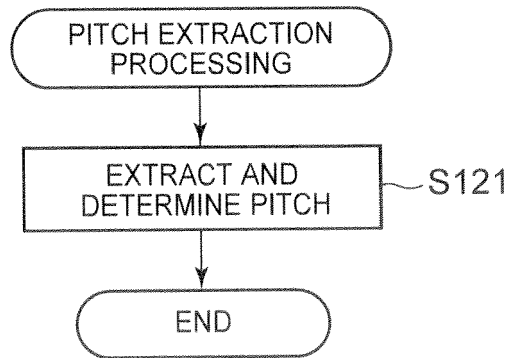 PITCH EXTRACTION
PROCESSING
EXTRACT AND
DETERMINE PITCH
S121
END